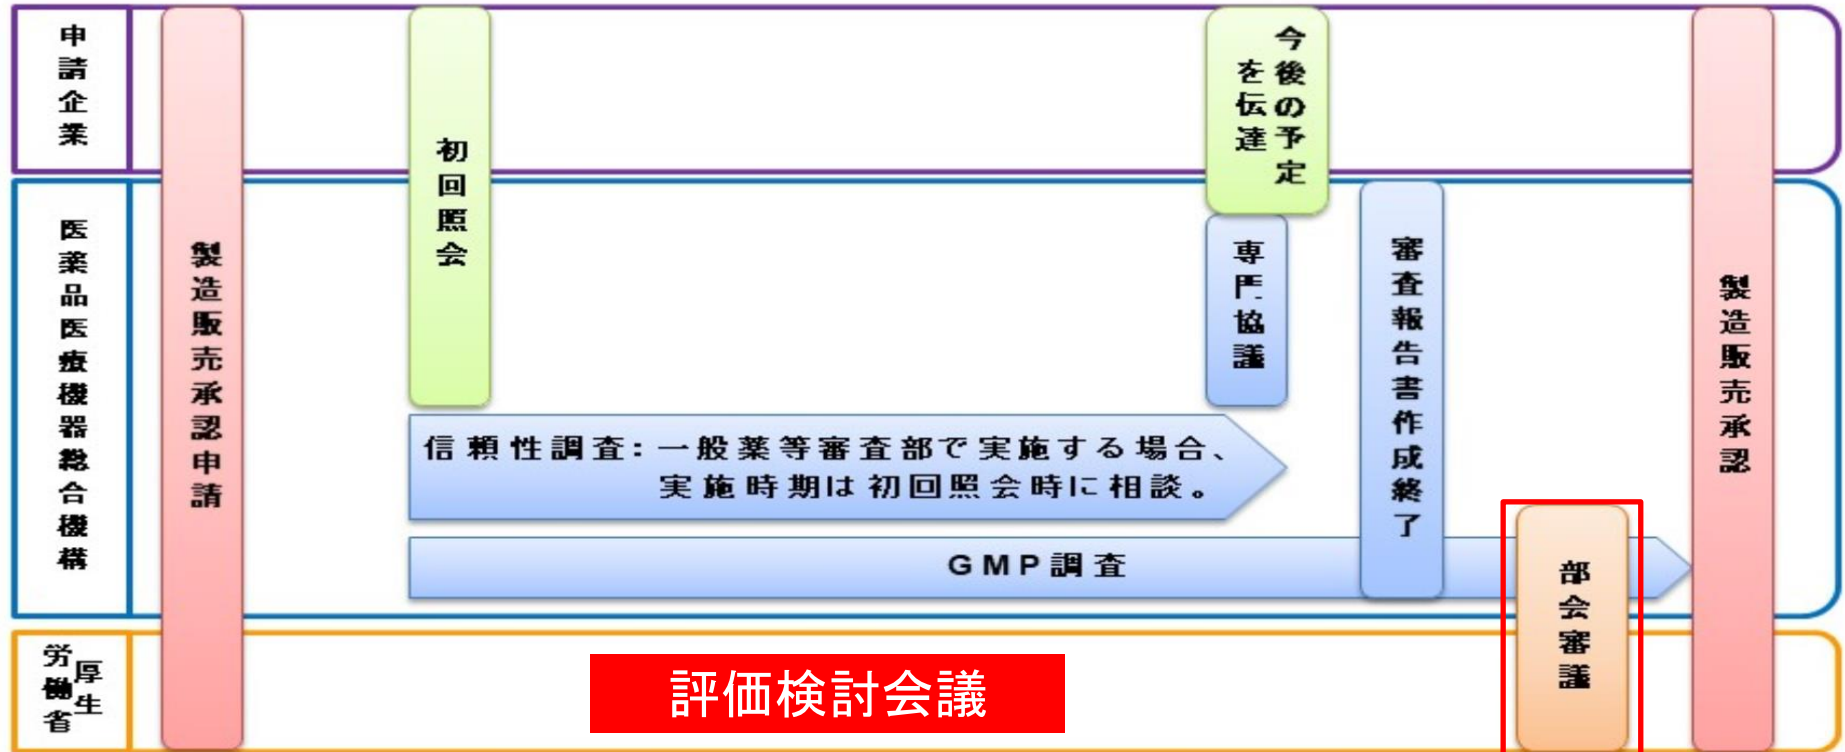 申請企業
医薬品医療機器総合機構
厚生
労働省
製造販売承認申請
初回照会
今後の予定
を伝達
専門協議
審査報告書作成終了
信頼性調査：一般薬等審査部で実施する場合、
実施時期は初回照会時に相談。
GMP調査
部会審議
製造販売承認
評価検討会議